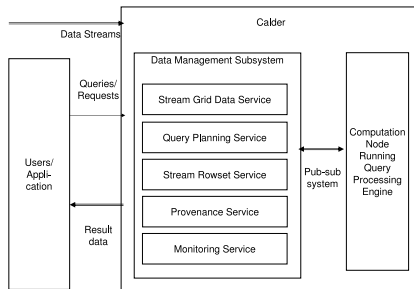 Data Streams
Calder
Queries/
Requests
Users/
Appli-
cation
Result
data
Data Management Subsystem
Stream Grid Data Service
Query Planning Service
Stream Rowset Service
Provenance Service
Monitoring Service
Pub-sub
system
Computation
Node
Running
Query
Processing
Engine